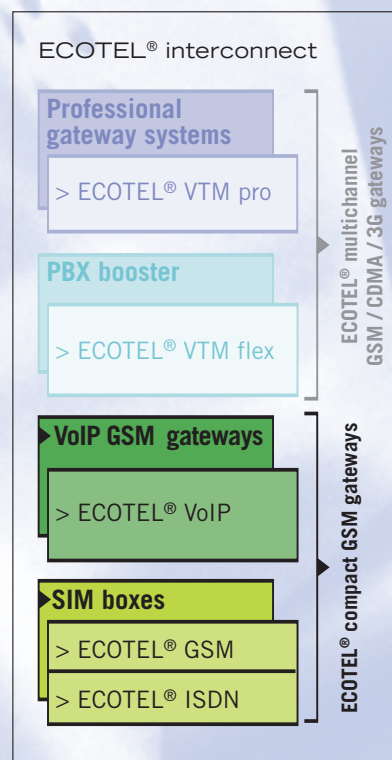 ECOTEL® interconnect
Professional
gateway systems
> ECOTEL® VTM pro
PBX booster
> ECOTEL® VTM flex
ECOTEL® multichannel
GSM / CDMA / 3G gateways
VoIP GSM gateways
> ECOTEL® VoIP
SIM boxes
> ECOTEL® GSM
> ECOTEL® ISDN
ECOTEL® compact GSM gateways